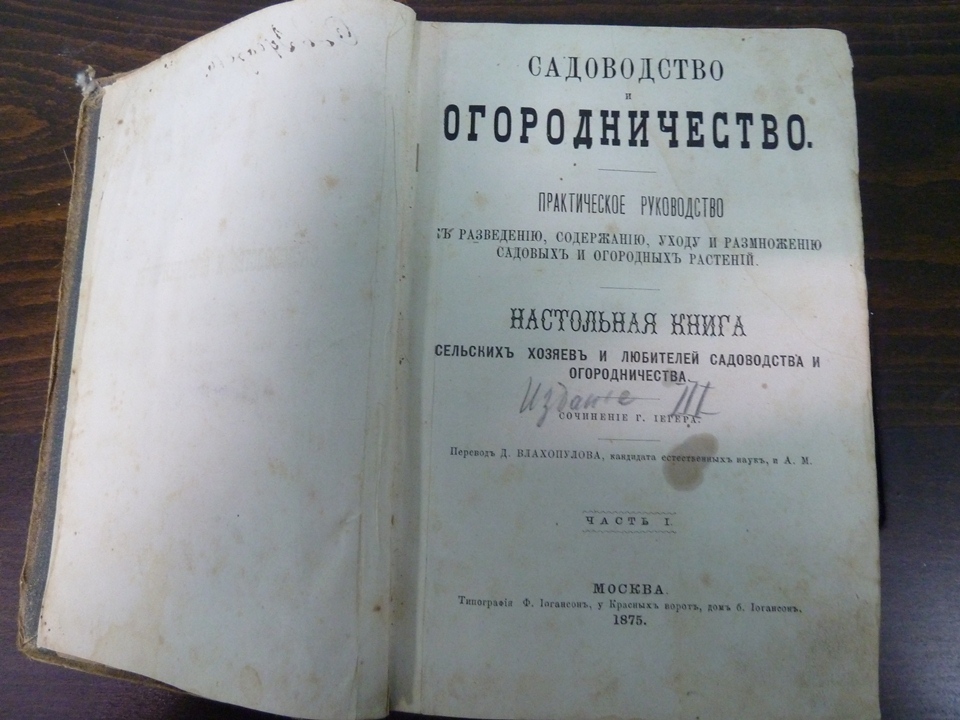 САДОВОДСТВО
и
ОГОРОДНИЧЕСТВО.
ПРАКТИЧЕСКОЕ РУКОВОДСТВО
КЪ РАЗВЕДЕНІЮ, СОДЕРЖАНІЮ, УХОДУ И РАЗМНОЖЕНІЮ
САДОВЫХЪ И ОГОРОДНЫХЪ РАСТЕНІЙ.
НАСТОЛЬНАЯ КНИГА
СЕЛЬСКИХЪ ХОЗЯЕВЪ И ЛЮБИТЕЛЕЙ САДОВОДСТВА И
ОГОРОДНИЧЕСТВА
Издание III
СОЧИНЕНІЕ Г. ІЕГЕРА.
Переводъ Д. ВЛАХОПУЛОВА, кандидата естественныхъ наукъ, и А. М.
ЧАСТЬ I.
МОСКВА.
Типографія Ф. Іогансонъ, у Красныхъ воротъ, домъ б. Іогансонъ.
1875.